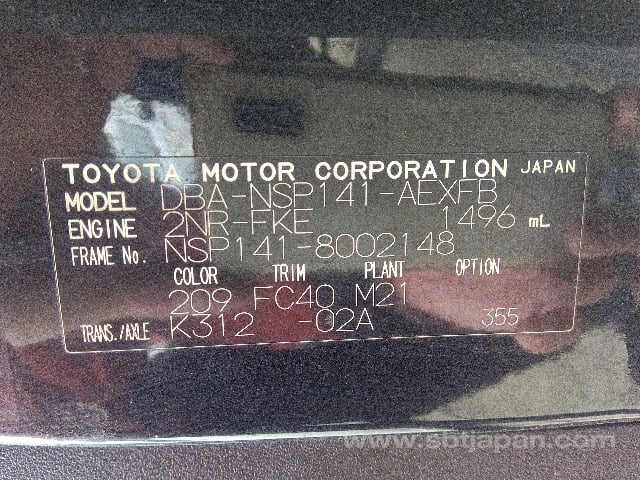 TOYOTA MOTOR CORPORATION JAPAN
MODEL DBA-NSP141-AEXFB
ENGINE 2NR-FKE 1496 mL
FRAME No. NSP141-8002148
COLOR TRIM PLANT OPTION
209 FC40 M21
TRANS./AXLE K312 -02A 355
www.sbtjapan.com